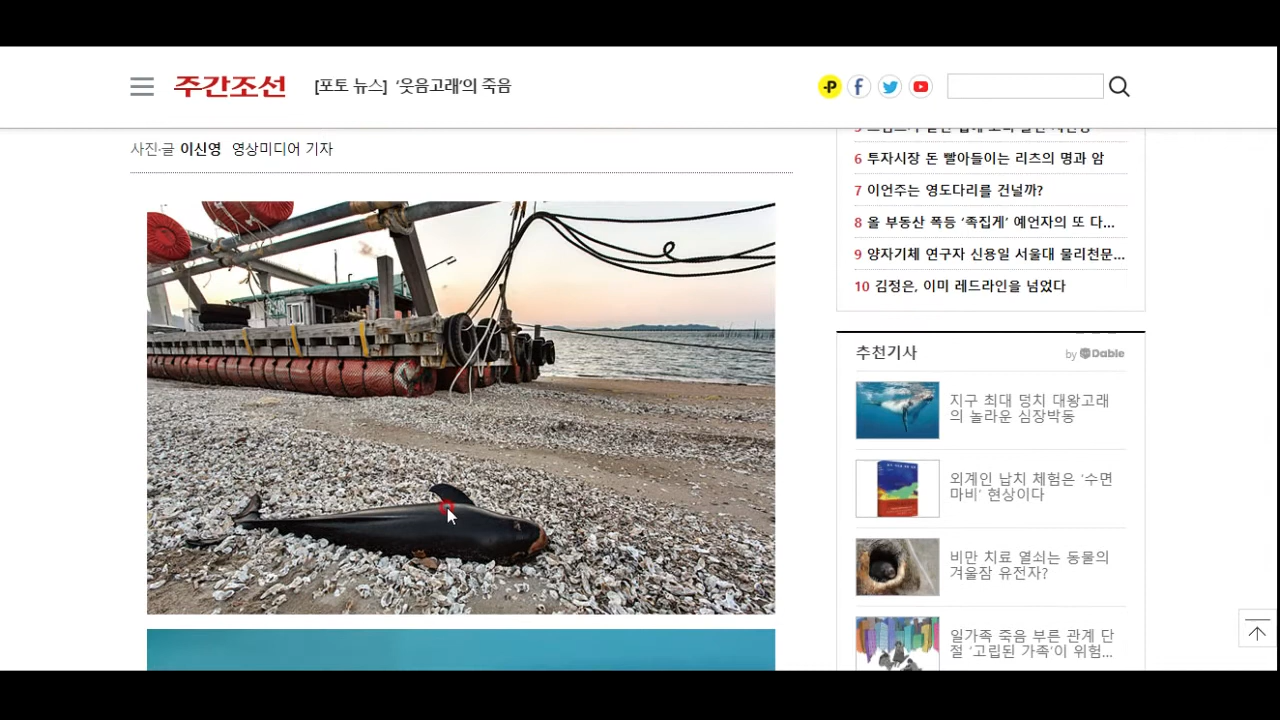 주간조선
[포토 뉴스] ‘웃음고래’의 죽음
사진·글 이신영 영상미디어 기자
6 투자시장 돈 빨아들이는 리츠의 명과 암
7 이언주는 영도다리를 건널까?
8 올 부동산 폭등 ‘족집게’ 예언자의 또 다...
9 양자기체 연구자 신용일 서울대 물리천문...
10 김정은, 이미 레드라인을 넘었다
추천기사
by Dable
지구 최대 덩치 대왕고래
의 놀라운 심장박동
외계인 납치 체험은 ‘수면
마비’ 현상이다
비만 치료 열쇠는 동물의
겨울잠 유전자?
일가족 죽음 부른 관계 단
절 ‘고립된 가족’이 위험...